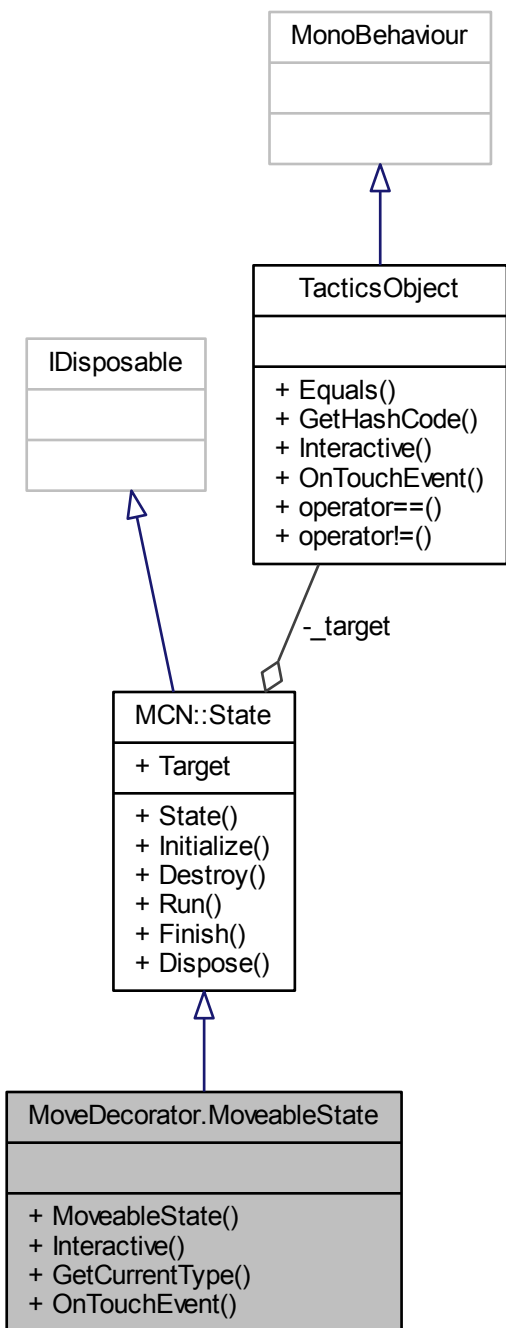 MonoBehaviour
TacticsObject
+ Equals()
+ GetHashCode()
+ Interactive()
+ OnTouchEvent()
+ operator==()
+ operator!=()
IDisposable
-_target
MCN::State
+ Target
+ State()
+ Initialize()
+ Destroy()
+ Run()
+ Finish()
+ Dispose()
MoveDecorator.MoveableState
+ MoveableState()
+ Interactive()
+ GetCurrentType()
+ OnTouchEvent()